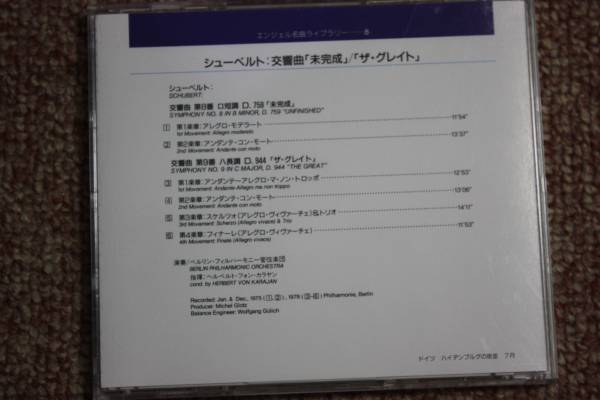 エンジェル名曲ライブラリー——8
シューベルト:交響曲「未完成」/「ザ・グレイト」
シューベルト:
SCHUBERT:
交響曲 第8番 ロ短調 D. 759「未完成」
SYMPHONY NO. 8 IN B MINOR, D. 759 "UNFINISHED"
1 第1楽章:アレグロ・モデラート 11'54"
1st Movement: Allegro moderato
2 第2楽章:アンダンテ・コン・モート 13'37"
2nd Movement: Andante con moto
交響曲 第9番 ハ長調 D. 944「ザ・グレイト」
SYMPHONY NO. 9 IN C MAJOR, D. 944 "THE GREAT"
3 第1楽章:アンダンテ〜アレグロ・マ・ノン・トロッポ 12'53"
1st Movement: Andante-Allegro ma non troppo
4 第2楽章:アンダンテ・コン・モート 13'06"
2nd Movement: Andante con moto
5 第3楽章:スケルツォ(アレグロ・ヴィヴァーチェ)&トリオ 14'11"
3rd Movement: Scherzo (Allegro vivace) & Trio
6 第4楽章:フィナーレ(アレグロ・ヴィヴァーチェ) 11'53"
4th Movement: Finale (Allegro vivace)
演奏:ベルリン・フィルハーモニー管弦楽団
BERLIN PHILHARMONIC ORCHESTRA
指揮:ヘルベルト・フォン・カラヤン
cond. by HERBERT VON KARAJAN
Recorded: Jan. & Dec., 1975 (1, 2)., 1978 (3-6) Philharmonie, Berlin
Producer: Michel Glotz
Balance Engineer: Wolfgang Gülich
ドイツ ハイデンブルグの街並 7月